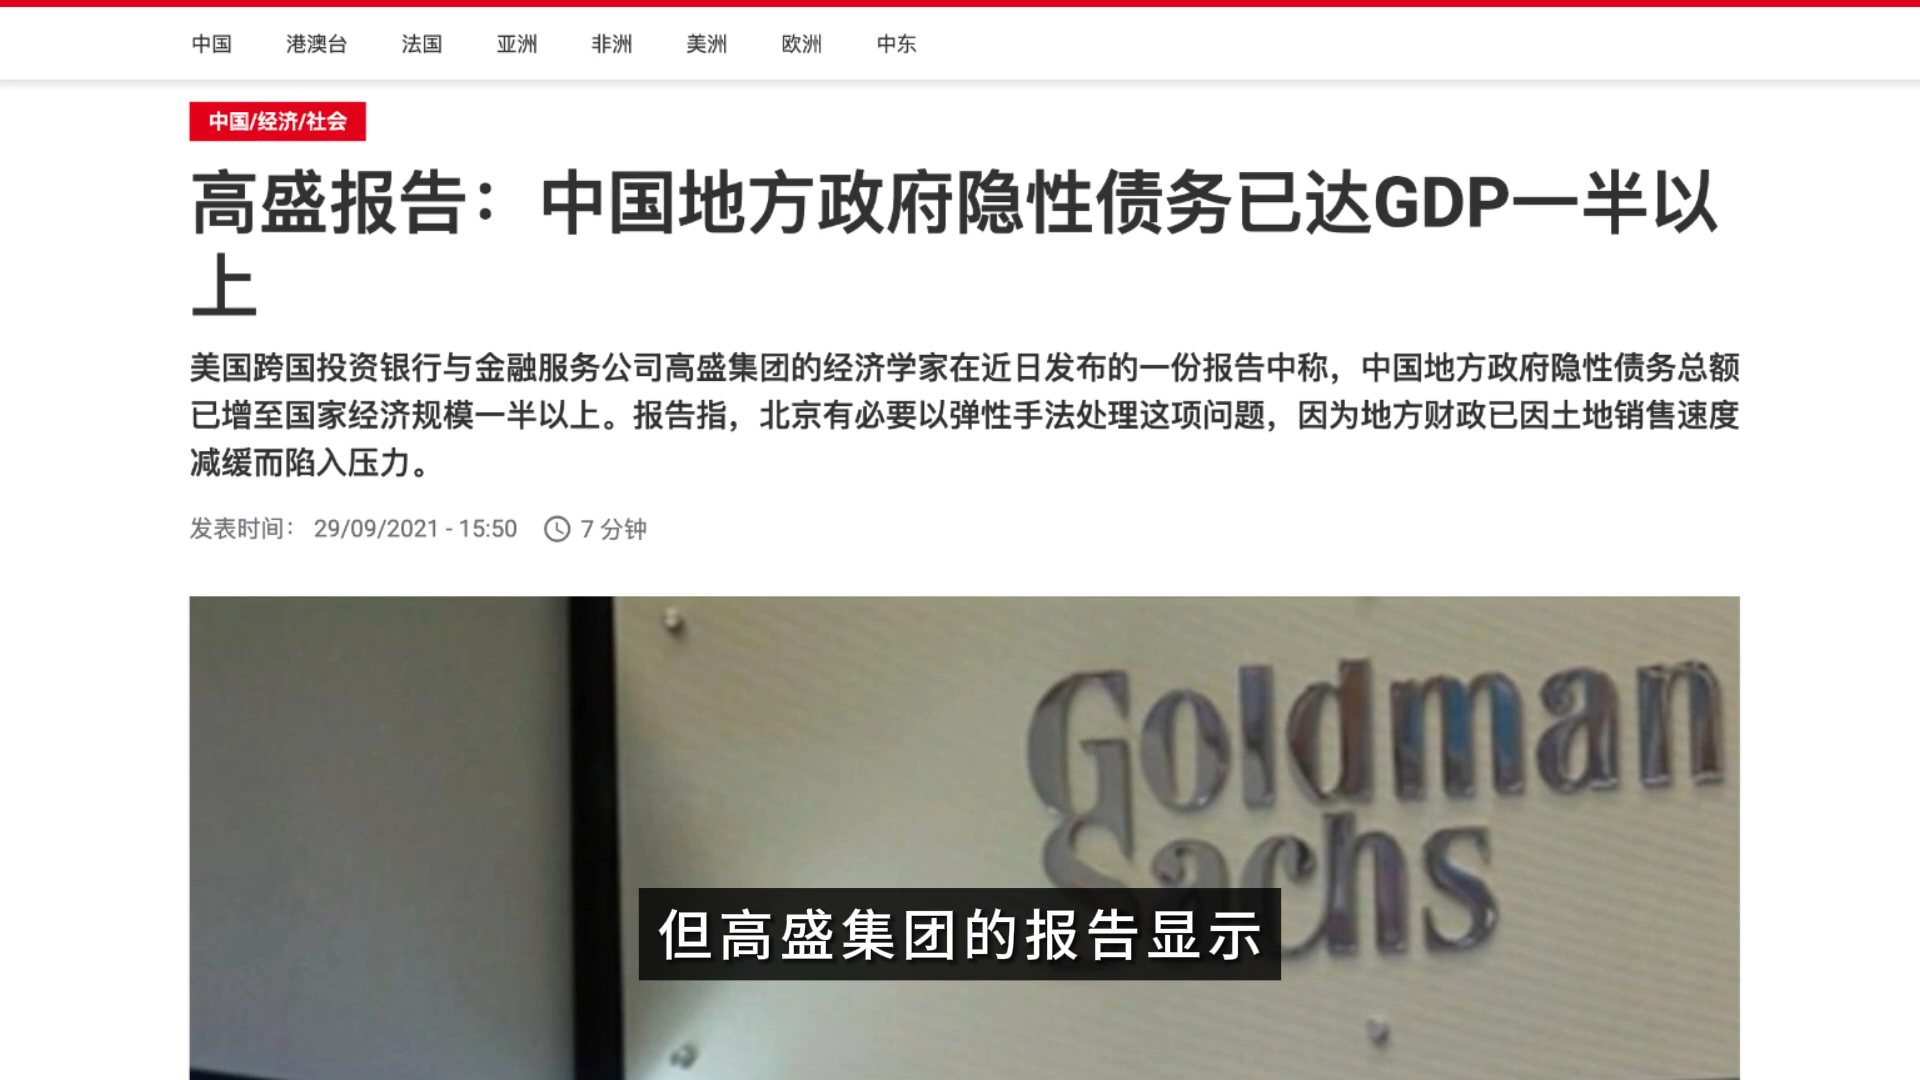 中国 港澳台 法国 亚洲 非洲 美洲 欧洲 中东
中国/经济/社会
高盛报告：中国地方政府隐性债务已达GDP一半以
上
美国跨国投资银行与金融服务公司高盛集团的经济学家在近日发布的一份报告中称，中国地方政府隐性债务总额
已增至国家经济规模一半以上。报告指，北京有必要以弹性手法处理这项问题，因为地方财政已因土地销售速度
减缓而陷入压力。
发表时间： 29/09/2021 - 15:50 7 分钟
Goldman
Sachs
但高盛集团的报告显示